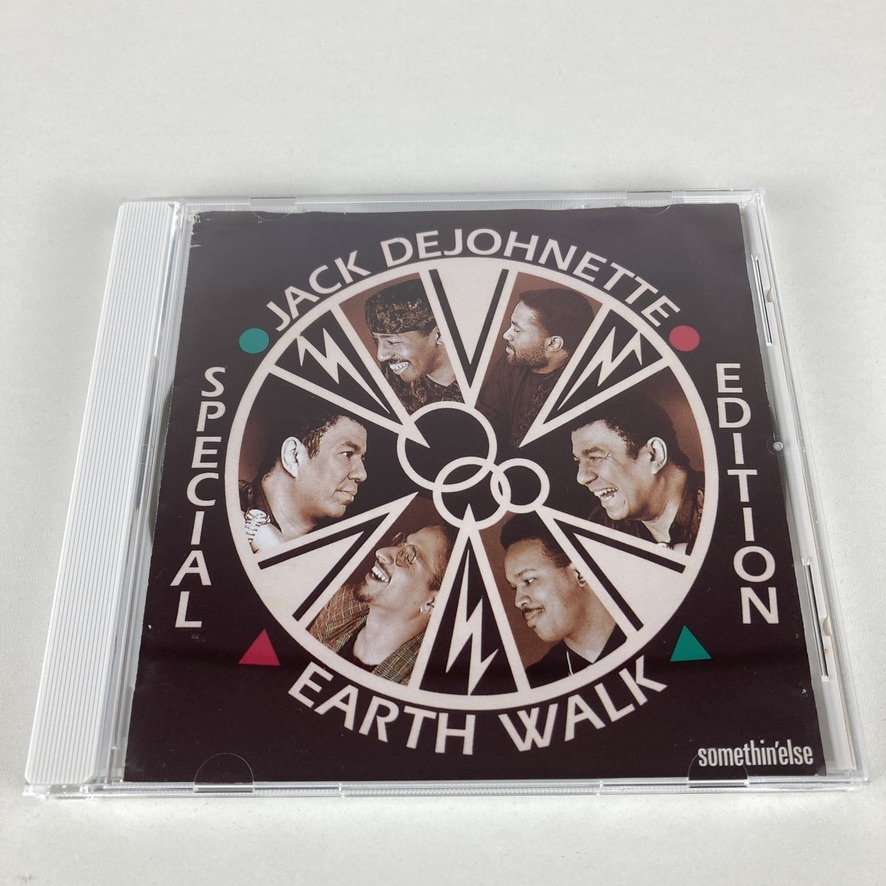 JACK DEJOHNETTE
SPECIAL
EDITION
EARTH WALK
somethin'else